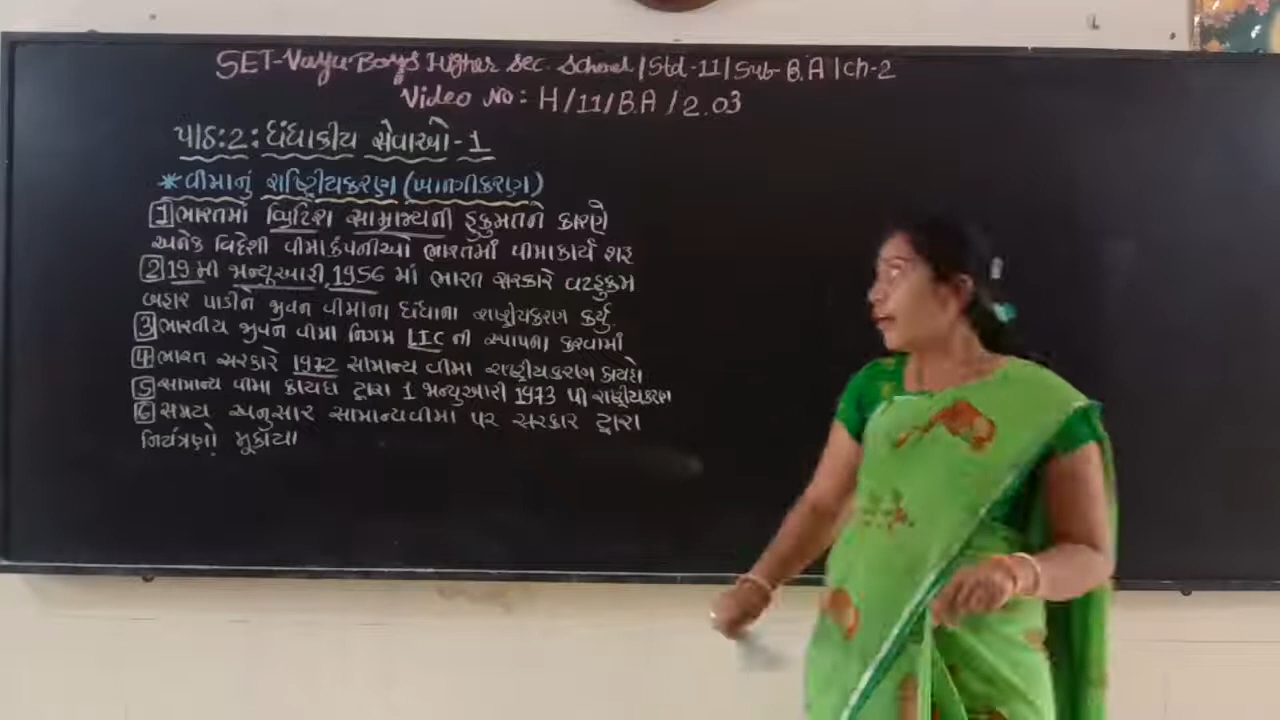 SET-Vayu Boys Higher Sec. School / Std-11 / Sub-B.A / Ch-2
Video No: H/11/B.A/2.03
પાઠ:2: ધંધાકીય સેવાઓ-1
*વીમાનું રાષ્ટ્રીયકરણ (ખાનગીકરણ)
1 ભારતમાં બ્રિટિશ સામ્રાજ્યની હુકુમતને કારણે
અનેક વિદેશી વીમાકંપનીઓ ભારતમાં વીમાકાર્ય શરૂ
2 19 મી જાન્યુઆરી, 1956 માં ભારત સરકારે વટહુકમ
બહાર પાડીને જીવન વીમાના ધંધાના રાષ્ટ્રીયકરણ કર્યુ
3 ભારતીય જીવન વીમા નિગમ LIC ની સ્થાપના કરવામાં
4 ભારત સરકારે 1972 સામાન્ય વીમા રાષ્ટ્રીયકરણ કાયદો
5 સામાન્ય વીમા કાયદા દ્વારા 1 જાન્યુઆરી 1973 થી રાષ્ટ્રીયકરણ
6 સમય અનુસાર સામાન્યવીમા પર સરકાર દ્વારા
નિયંત્રણો મૂકાયા